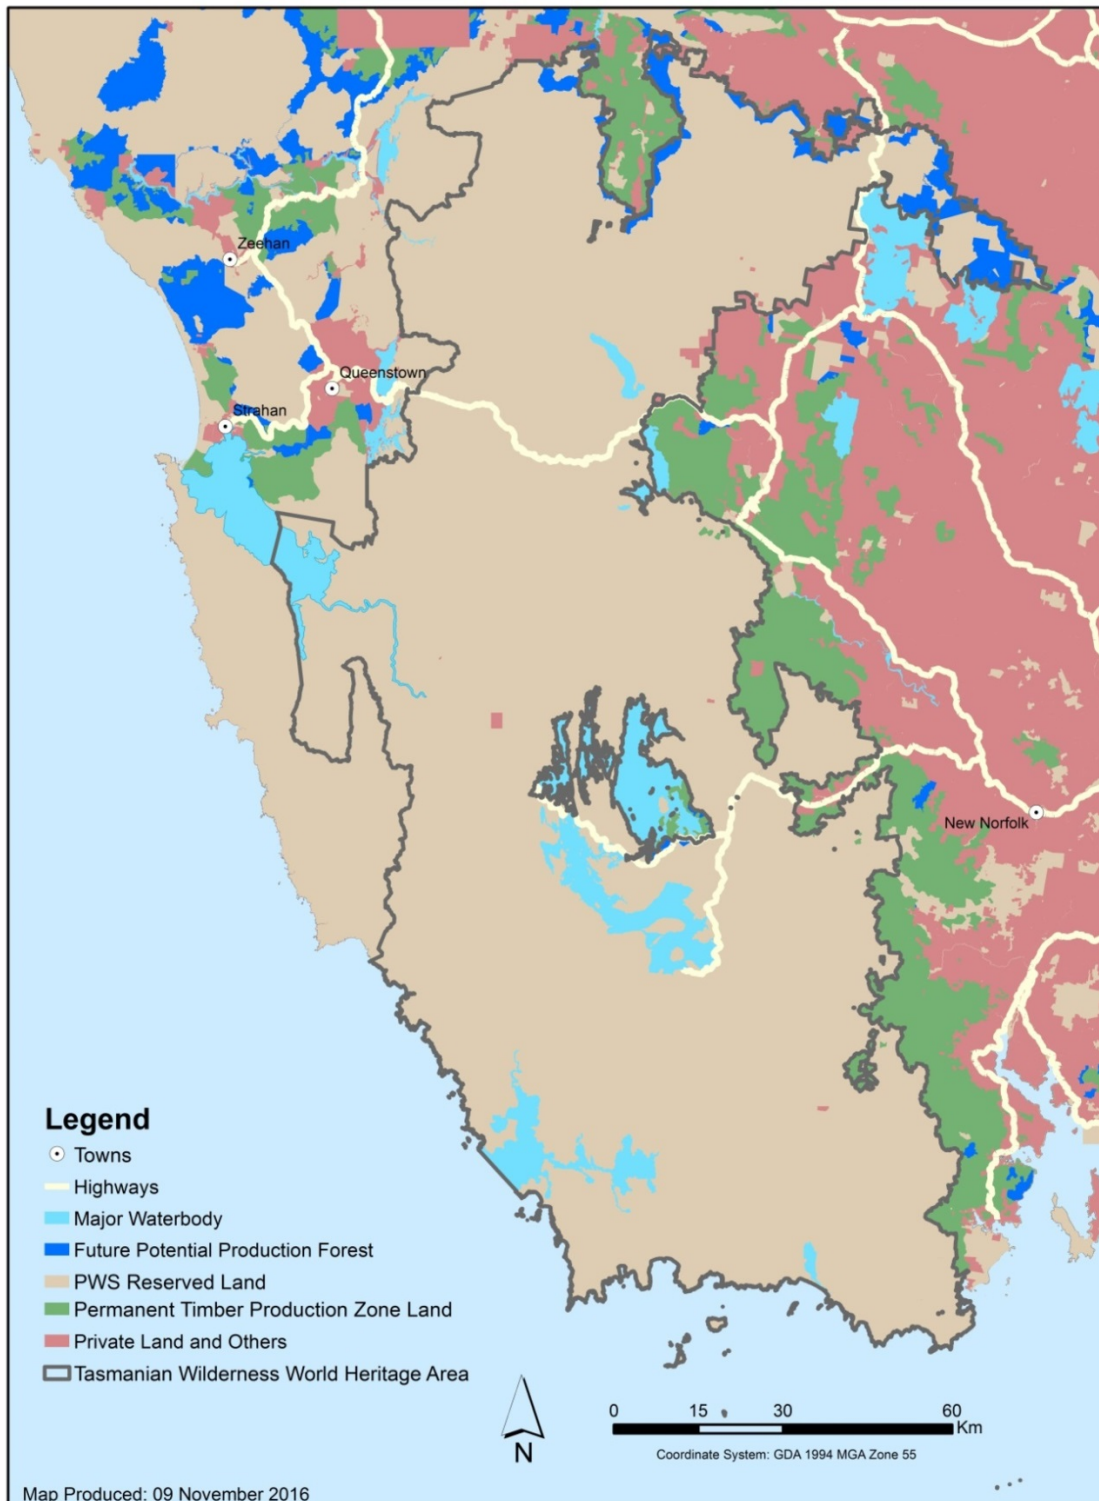 Zeehan
Queenstown
Strahan
New Norfolk
Legend
Towns
Highways
Major Waterbody
Future Potential Production Forest
PWS Reserved Land
Permanent Timber Production Zone Land
Private Land and Others
Tasmanian Wilderness World Heritage Area
N
0 15 30 60
Km
Coordinate System: GDA 1994 MGA Zone 55
Map Produced: 09 November 2016